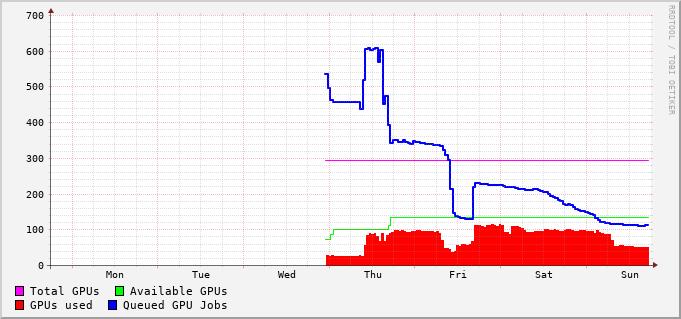 RRDTOOL / TOBI OETIKER
700
600
500
400
300
200
100
0
Mon Tue Wed Thu Fri Sat Sun
Total GPUs Available GPUs
GPUs used Queued GPU Jobs